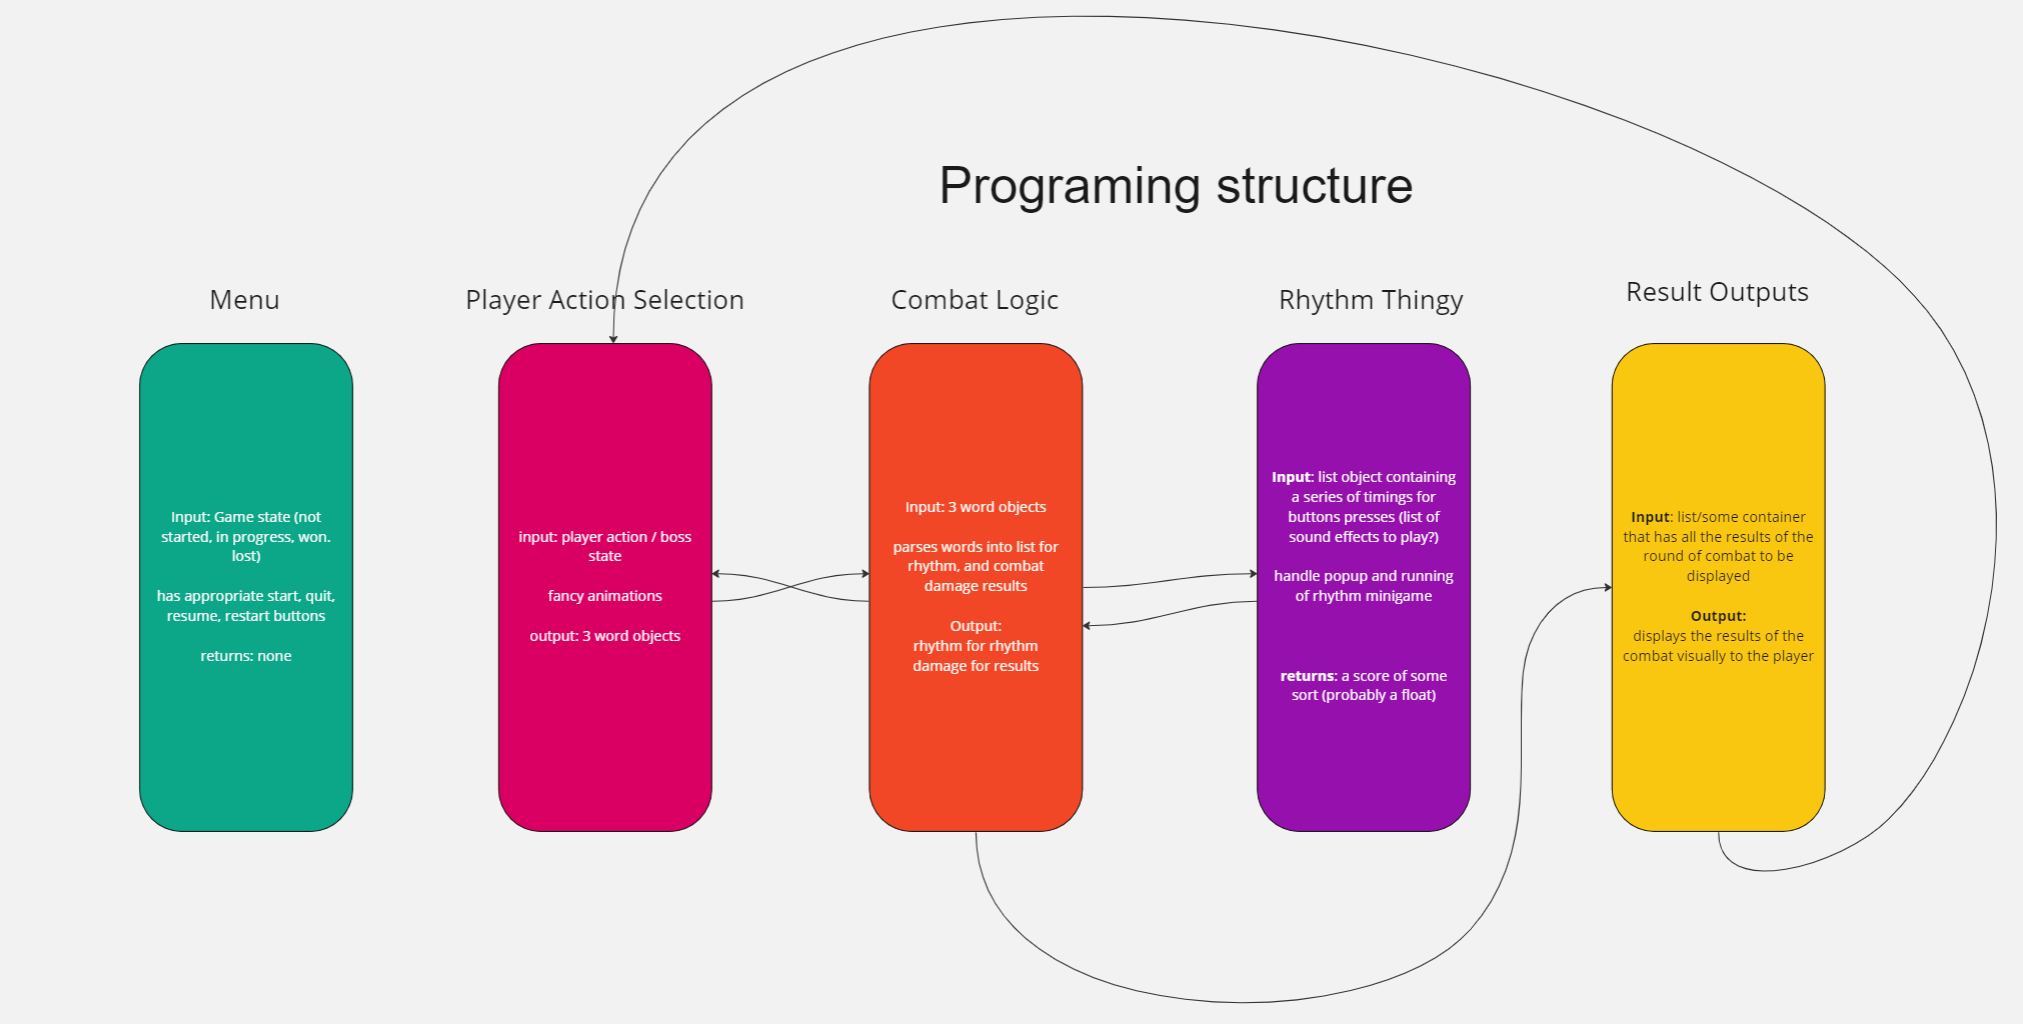 Programing structure
Menu
Player Action Selection
Combat Logic
Rhythm Thingy
Result Outputs
Input: Game state (not
started, in progress, won.
lost)
has appropriate start, quit,
resume, restart buttons
returns: none
input: player action / boss
state
fancy animations
output: 3 word objects
Input: 3 word objects
parses words into list for
rhythm, and combat
damage results
Output:
rhythm for rhythm
damage for results
Input: list object containing
a series of timings for
buttons presses (list of
sound effects to play?)
handle popup and running
of rhythm minigame
returns: a score of some
sort (probably a float)
Input: list/some container
that has all the results of the
round of combat to be
displayed
Output:
displays the results of the
combat visually to the player